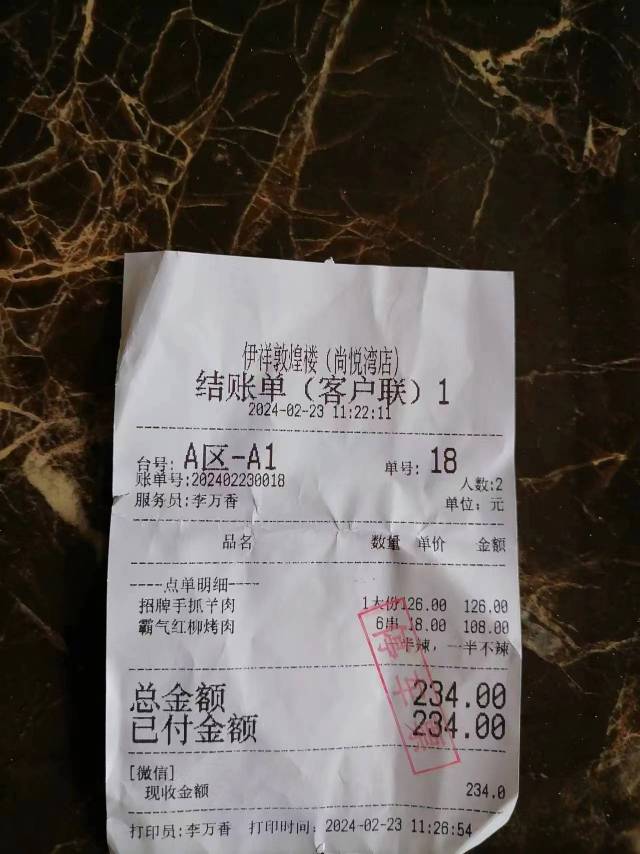 伊祥敦煌楼（尚悦湾店）
结账单（客户联）1
2024-02-23 11:22:11
台号: A区-A1 单号: 18
账单号:202402230018 人数:2
服务员:李万香 单位: 元
品名 数量 单价 金额
-----点单明细-----
招牌手抓羊肉 1大份126.00 126.00
霸气红柳烤肉 6串 18.00 108.00
半辣，一半不辣
总金额 234.00
已付金额 234.00
[微信]
现收金额 234.0
打印员:李万香 打印时间: 2024-02-23 11:26:54